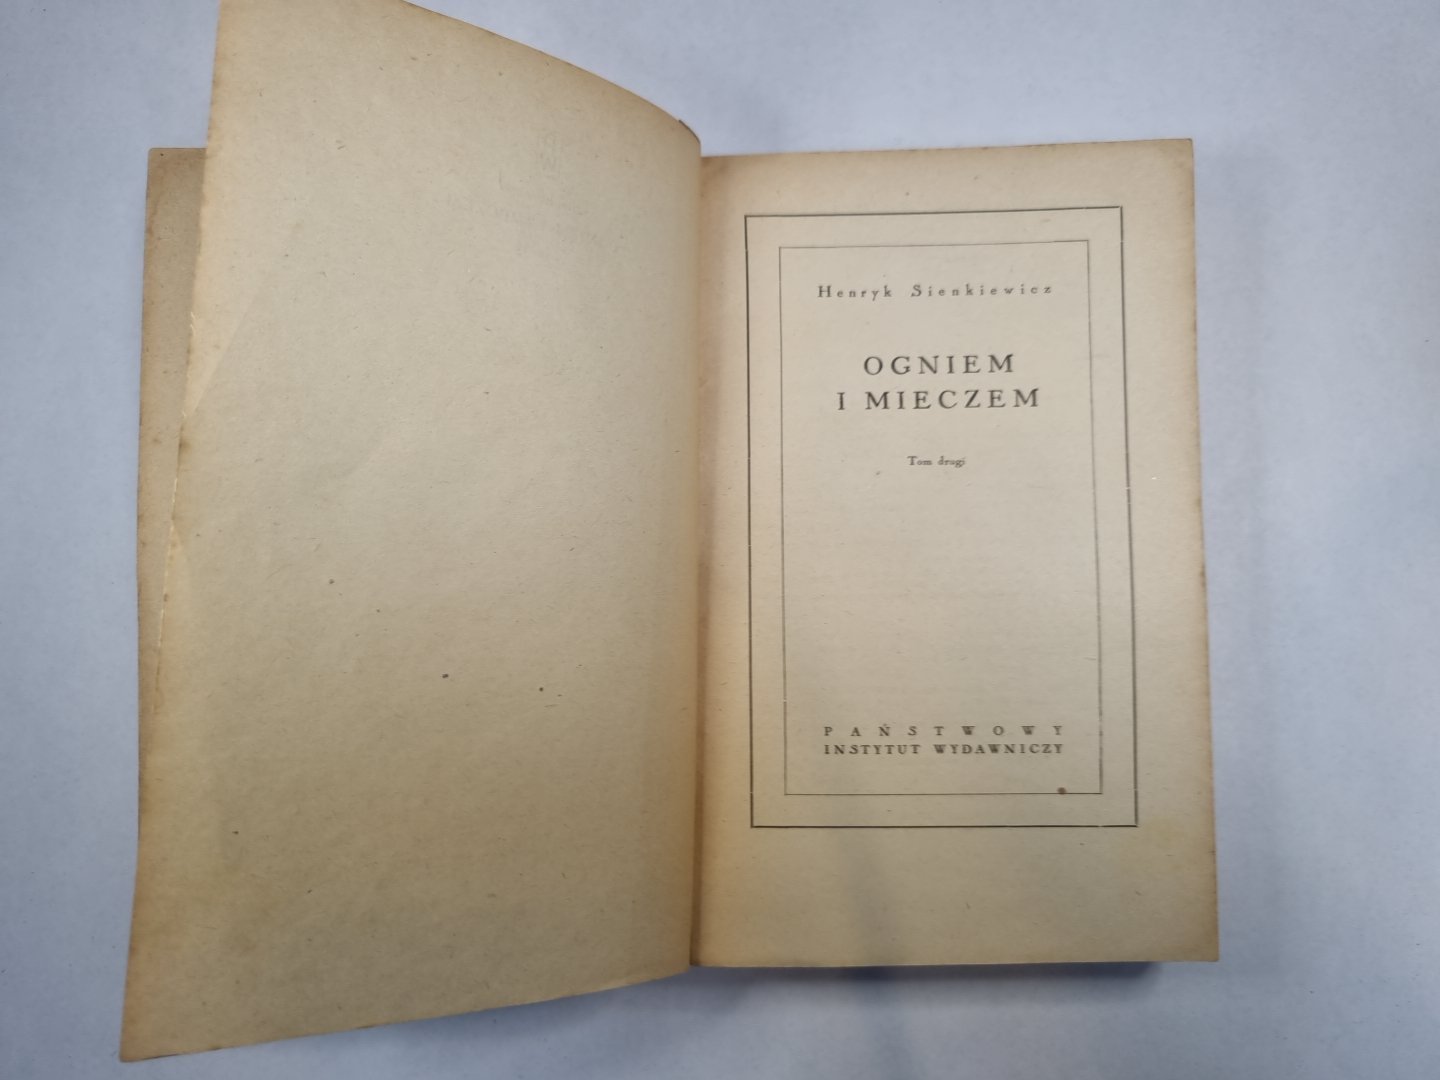 Henryk Sienkiewicz
OGNIEM
I MIECZEM
Tom drugi
PAŃSTWOWY
INSTYTUT WYDAWNICZY